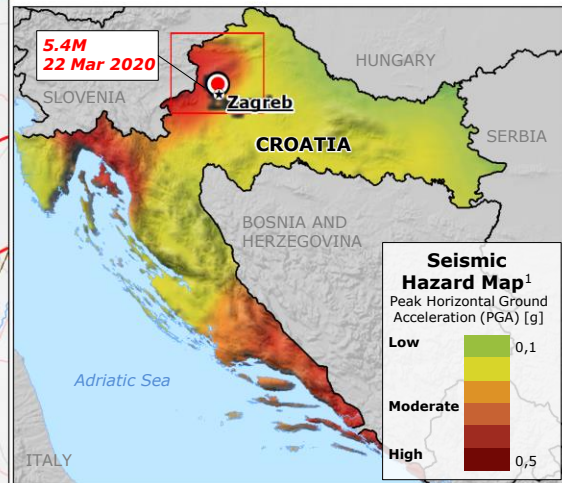 5.4M
22 Mar 2020
HUNGARY
SLOVENIA
Zagreb
SERBIA
CROATIA
BOSNIA AND
HERZEGOVINA
Seismic
Hazard Map¹
Peak Horizontal Ground
Acceleration (PGA) [g]
Low
0,1
Adriatic Sea
Moderate
High
0,5
ITALY